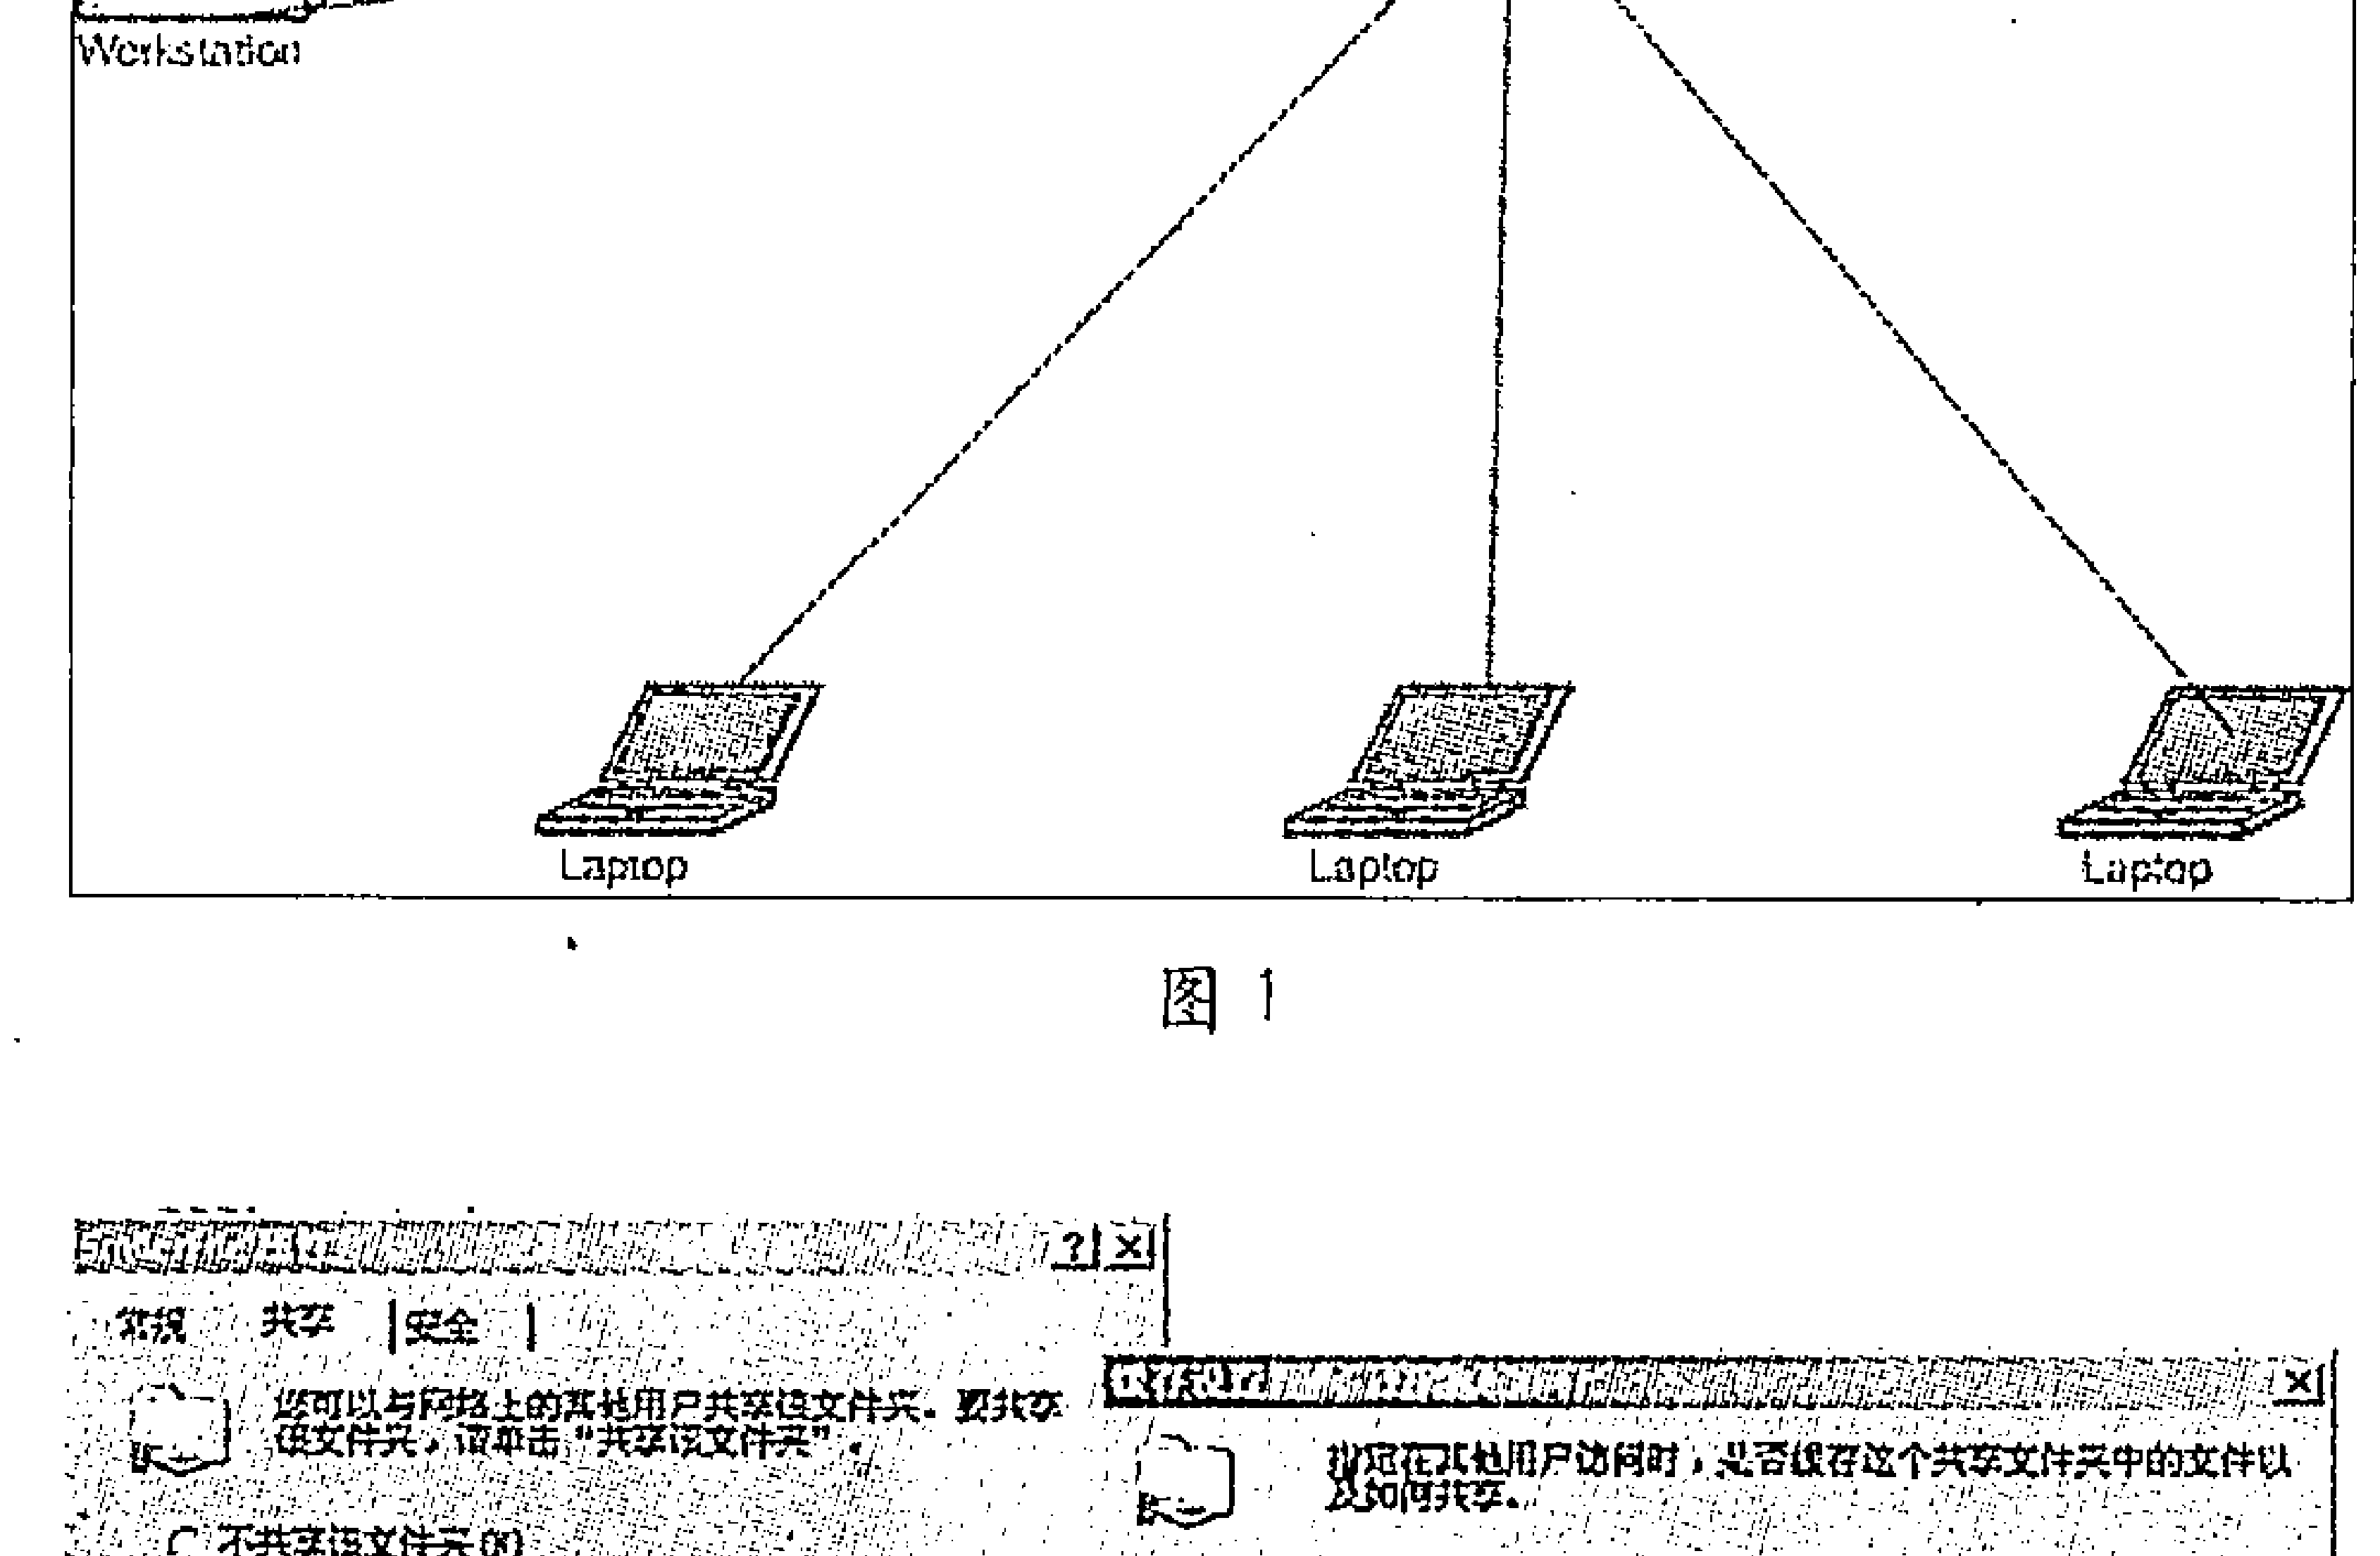 Workstation
Laptop
Laptop
Laptop
图 1
? ×
常规 共享 安全
您可以与网络上的其他用户共享该文件夹。要共享
该文件夹,请单击“共享该文件夹”。
×
指定在其他用户访问时,是否缓存这个共享文件夹中的文件以
及如何共享。
不共享该文件夹(N)